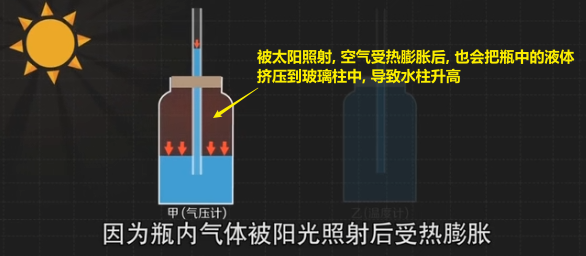 被太阳照射, 空气受热膨胀后, 也会把瓶中的液体
挤压到玻璃柱中, 导致水柱升高
甲(气压计)
乙(温度计)
因为瓶内气体被阳光照射后受热膨胀